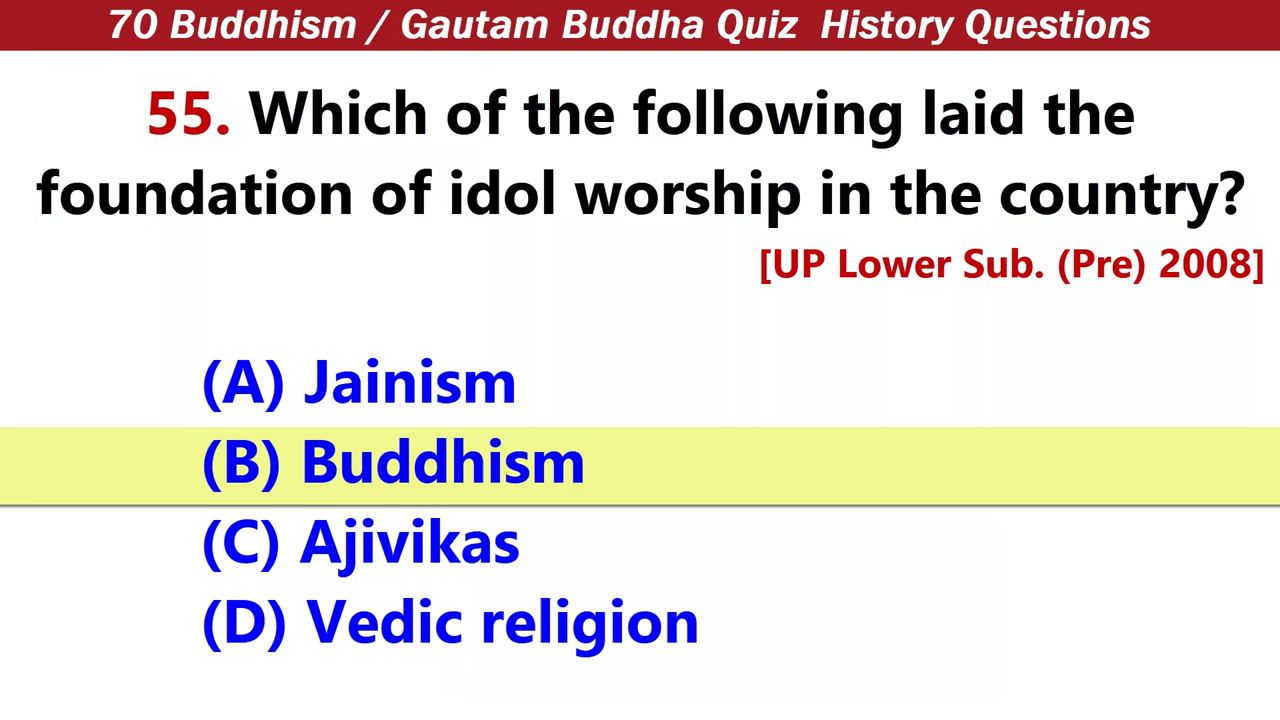 70 Buddhism / Gautam Buddha Quiz History Questions
55. Which of the following laid the
foundation of idol worship in the country?
[UP Lower Sub. (Pre) 2008]
(A) Jainism
(B) Buddhism
(C) Ajivikas
(D) Vedic religion